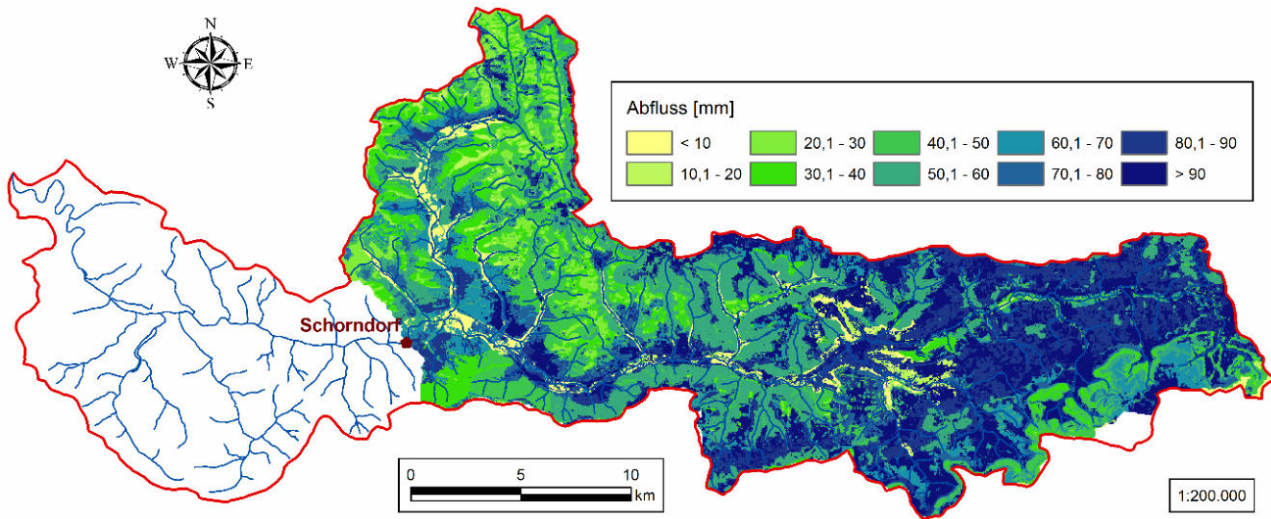 N
W E
S
Abfluss [mm]
< 10 20,1 - 30 40,1 - 50 60,1 - 70 80,1 - 90
10,1 - 20 30,1 - 40 50,1 - 60 70,1 - 80 > 90
Schorndorf
0 5 10
km
1:200.000